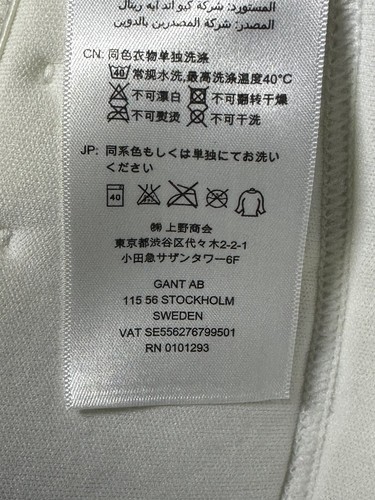 المستورد: شركة كيو اند ايه ريتال
المصدر: شركة المصدرين بالدوين
CN: 同色衣物单独洗涤
40 常规水洗,最高洗涤温度40°C
不可漂白 不可翻转干燥
不可熨烫 不可干洗
JP: 同系色もしくは単独にてお洗い
ください
40
㈱ 上野商会
東京都渋谷区代々木2-2-1
小田急サザンタワー6F
GANT AB
115 56 STOCKHOLM
SWEDEN
VAT SE556276799501
RN 0101293